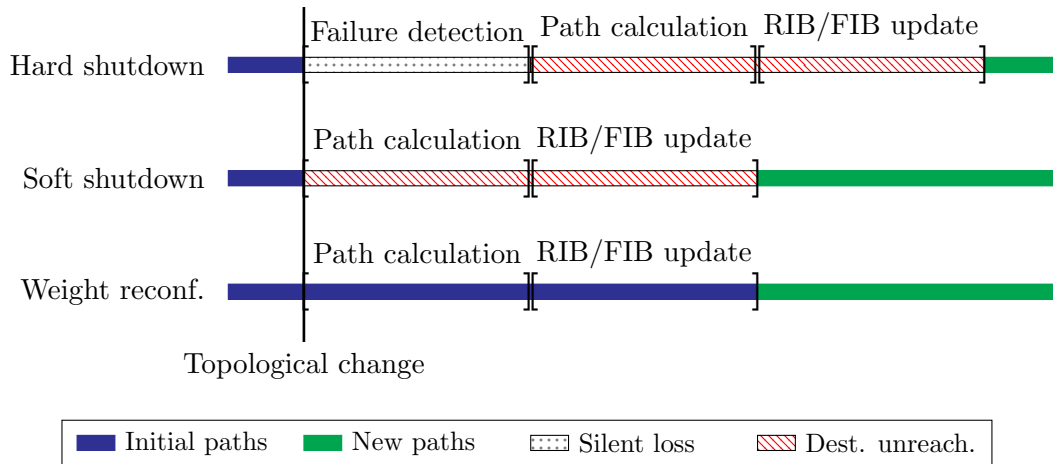 Failure detection Path calculation RIB/FIB update
Hard shutdown
Path calculation RIB/FIB update
Soft shutdown
Path calculation RIB/FIB update
Weight reconf.
Topological change
Initial paths New paths Silent loss Dest. unreach.